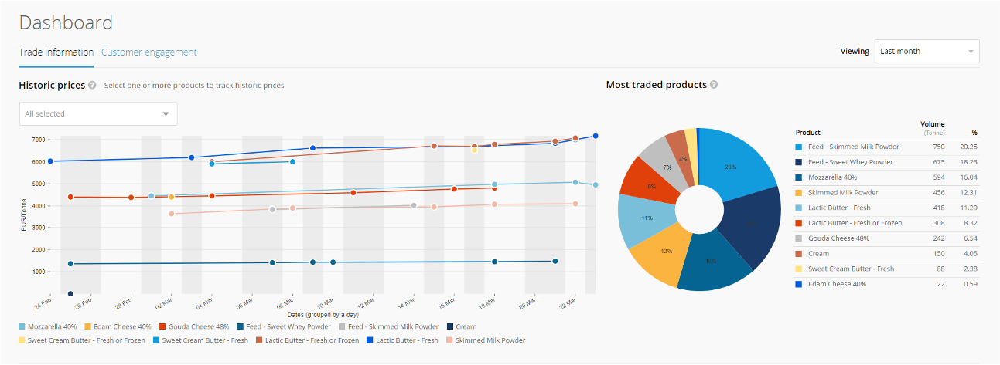 Dashboard
Trade information Customer engagement
Viewing Last month
Historic prices ? Select one or more products to track historic prices
All selected
7000
6000
5000
4000
3000
2000
1000
EUR/Tonne
24 Feb 26 Feb 28 Feb 02 Mar 04 Mar 06 Mar 08 Mar 10 Mar 12 Mar 14 Mar 16 Mar 18 Mar 20 Mar 22 Mar
Dates (grouped by a day)
Mozzarella 40% Edam Cheese 40% Gouda Cheese 48% Feed - Sweet Whey Powder Feed - Skimmed Milk Powder Cream
Sweet Cream Butter - Fresh or Frozen Sweet Cream Butter - Fresh Lactic Butter - Fresh or Frozen Lactic Butter - Fresh Skimmed Milk Powder
Most traded products ?
20%
16%
12%
11%
8%
7%
4%
Volume
Product (Tonne) %
Feed - Skimmed Milk Powder 750 20.25
Feed - Sweet Whey Powder 675 18.23
Mozzarella 40% 594 16.04
Skimmed Milk Powder 456 12.31
Lactic Butter - Fresh 418 11.29
Lactic Butter - Fresh or Frozen 308 8.32
Gouda Cheese 48% 242 6.54
Cream 150 4.05
Sweet Cream Butter - Fresh 88 2.38
Edam Cheese 40% 22 0.59